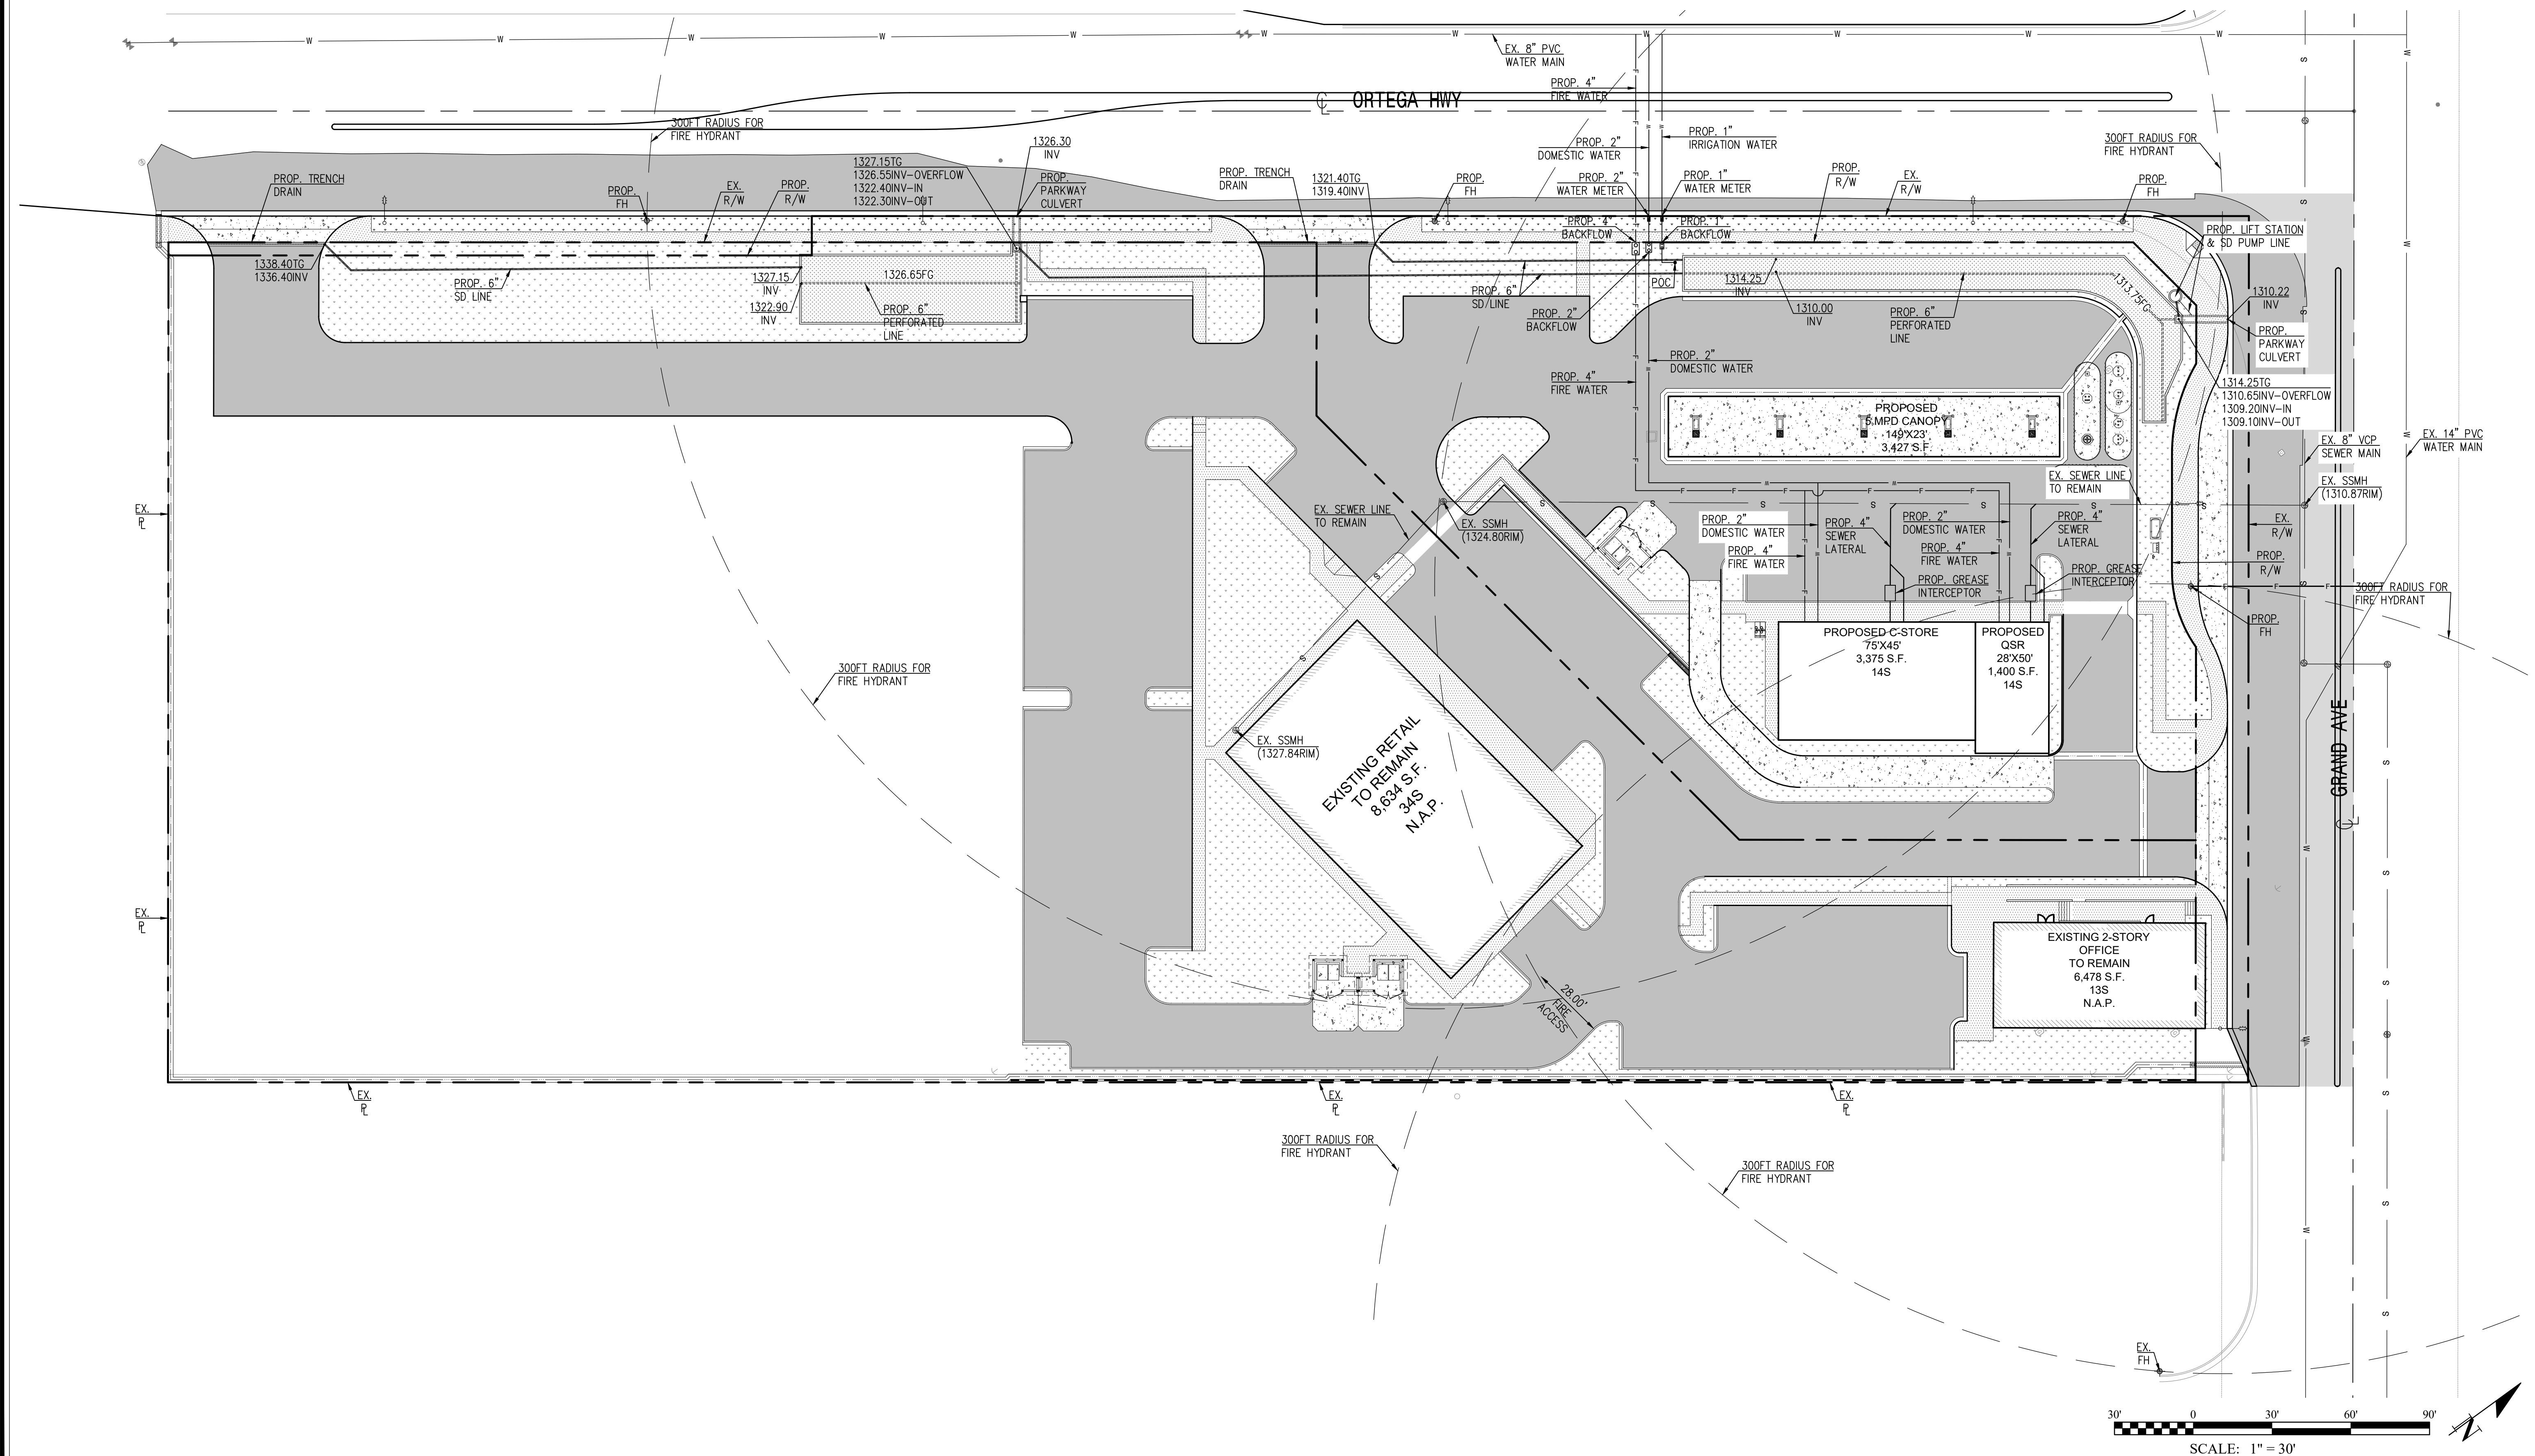 W W W W W W W W W W W
EX. 8" PVC
WATER MAIN
PROP. 4"
FIRE WATER
℄ ORTEGA HWY
300FT RADIUS FOR
FIRE HYDRANT
1326.30
INV
PROP. 1"
IRRIGATION WATER
PROP. 2"
DOMESTIC WATER
300FT RADIUS FOR
FIRE HYDRANT
1327.15TG
1326.55INV-OVERFLOW
1322.40INV-IN
1322.30INV-OUT
PROP. TRENCH
DRAIN
PROP.
FH
EX.
R/W
PROP.
R/W
PROP.
PARKWAY
CULVERT
PROP. TRENCH
DRAIN
1321.40TG
1319.40INV
PROP.
FH
PROP. 2"
WATER METER
PROP. 1"
WATER METER
PROP.
R/W
EX.
R/W
PROP.
FH
PROP. 4"
BACKFLOW
PROP. 1"
BACKFLOW
PROP. LIFT STATION
& SD PUMP LINE
1338.40TG
1336.40INV
PROP. 6"
SD LINE
1327.15
INV
1326.65FG
1322.90
INV
PROP. 6"
PERFORATED
LINE
PROP. 6"
SD LINE
POC
1314.25
INV
1313.75FG
1310.22
INV
PROP. 2"
BACKFLOW
1310.00
INV
PROP. 6"
PERFORATED
LINE
PROP.
PARKWAY
CULVERT
PROP. 2"
DOMESTIC WATER
PROP. 4"
FIRE WATER
1314.25TG
1310.65INV-OVERFLOW
1309.20INV-IN
1309.10INV-OUT
PROPOSED
5 MPD CANOPY
149'X23'
3,427 S.F.
EX. 8" VCP
SEWER MAIN
EX. 14" PVC
WATER MAIN
EX. SEWER LINE
TO REMAIN
EX. SSMH
(1310.87RIM)
EX.
℄
EX. SEWER LINE
TO REMAIN
EX. SSMH
(1324.80RIM)
PROP. 2"
DOMESTIC WATER
PROP. 4"
SEWER
LATERAL
PROP. 2"
DOMESTIC WATER
PROP. 4"
SEWER
LATERAL
EX.
R/W
PROP. 4"
FIRE WATER
PROP. 4"
FIRE WATER
PROP.
R/W
PROP. GREASE
INTERCEPTOR
PROP. GREASE
INTERCEPTOR
300FT RADIUS FOR
FIRE HYDRANT
PROP.
FH
PROPOSED C-STORE
75'X45'
3,375 S.F.
14S
PROPOSED
QSR
28'X50'
1,400 S.F.
14S
300FT RADIUS FOR
FIRE HYDRANT
EX. SSMH
(1327.84RIM)
EXISTING RETAIL
TO REMAIN
8,634 S.F.
34S
N.A.P.
GRAND AVE
℄
EX.
PL
EXISTING 2-STORY
OFFICE
TO REMAIN
6,478 S.F.
13S
N.A.P.
28.00'
FIRE
ACCESS
EX.
PL
EX.
PL
EX.
PL
300FT RADIUS FOR
FIRE HYDRANT
300FT RADIUS FOR
FIRE HYDRANT
EX.
FH
30' 0 30' 60' 90'
N
SCALE: 1" = 30'